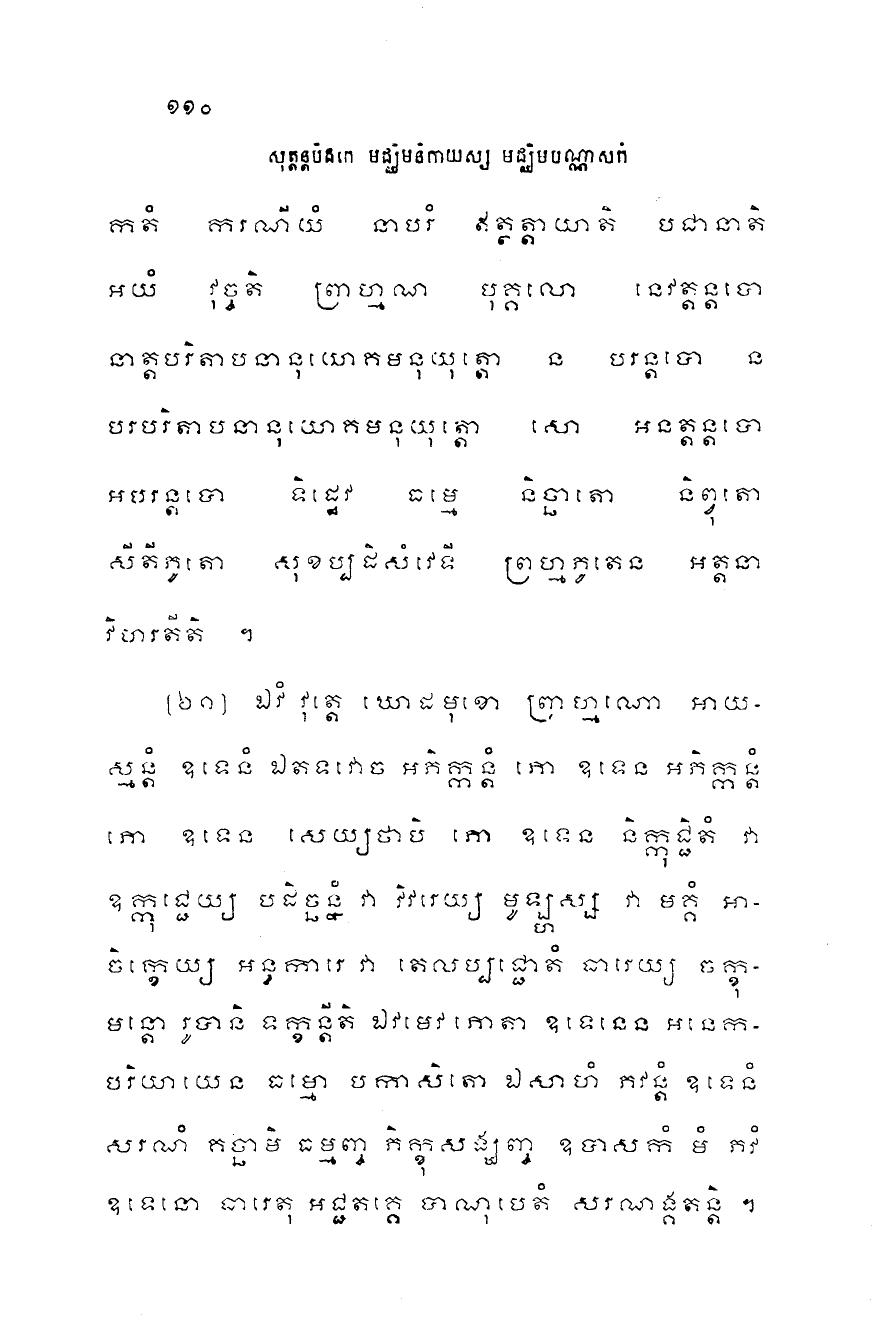 ១១០
សុត្តន្តបិដកេ មជ្ឈិមនិកាយស្ស មជ្ឈិមបណ្ណាសកំ
កតំ ករណីយំ នាបរំ ឥត្ថត្តាយាតិ បជានាតិ
អយំ វុច្ចតិ ព្រាហ្មណ បុគ្គលោ នេវត្តន្តបោ
នាត្តបរិតាបនានុយោគមនុយុត្តោ ន បរន្តបោ ន
បរបរិតាបនានុយោគមនុយុត្តោ សោ អនត្តន្តបោ
អបរន្តបោ ទិដ្ឋេវ ធម្មេ និច្ឆាតោ និព្វុតោ
សីតីភូតោ សុខប្បដិសំវេទី ព្រហ្មភូតេន អត្តនា
វិហរតីតិ ។
(២១) ឯវំ វុត្តេ ឃោដមុខោ ព្រាហ្មណោ អាយ-
ស្មន្តំ ឧទេនំ ឯតទវោច អភិក្កន្តំ ភោ ឧទេន អភិក្កន្តំ
ភោ ឧទេន សេយ្យថាបិ ភោ ឧទេន និក្កុជ្ជិតំ វា
ឧក្កុជ្ជេយ្យ បដិច្ឆន្នំ វា វិវរេយ្យ មូឡ្ហស្ស វា មគ្គំ អា-
ចិក្ខេយ្យ អន្ធការេ វា តេលប្បជ្ជោតំ ធារេយ្យ ចក្ខុ-
មន្តោ រូបានិ ទក្ខន្តីតិ ឯវមេវ ភោតា ឧទេនេន អនេក-
បរិយាយេន ធម្មោ បកាសិតោ ឯសាហំ ភវន្តំ ឧទេនំ
សរណំ គច្ឆាមិ ធម្មញ្ច ភិក្ខុសង្ឃញ្ច ឧបាសកំ មំ ភវំ
ឧទេនោ ធារេតុ អជ្ជតគ្គេ បាណុបេតំ សរណង្គតន្តិ ។